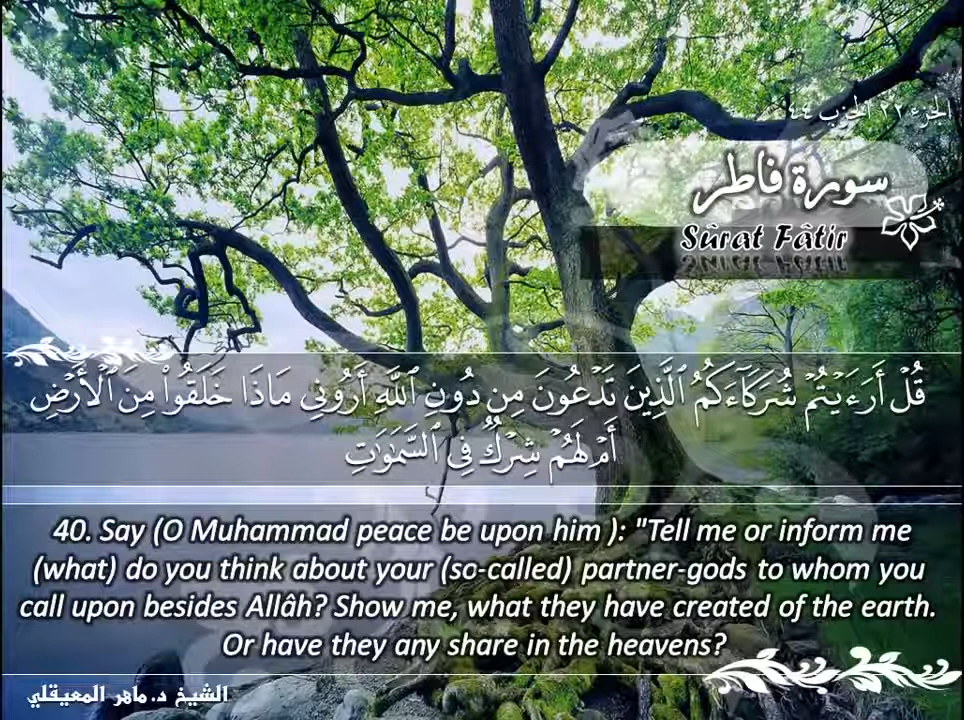 الجزء ٢٢ الحزب ٤٤
سورة فاطر
Sûrat Fâtir
قُلْ أَرَءَيْتُمْ شُرَكَاءَكُمُ ٱلَّذِينَ تَدْعُونَ مِن دُونِ ٱللَّهِ أَرُونِي مَاذَا خَلَقُوا۟ مِنَ ٱلْأَرْضِ
أَمْ لَهُمْ شِرْكٌ فِي ٱلسَّمَٰوَٰتِ
40. Say (O Muhammad peace be upon him ): "Tell me or inform me
(what) do you think about your (so-called) partner-gods to whom you
call upon besides Allâh? Show me, what they have created of the earth.
Or have they any share in the heavens?
الشيخ د. ماهر المعيقلي